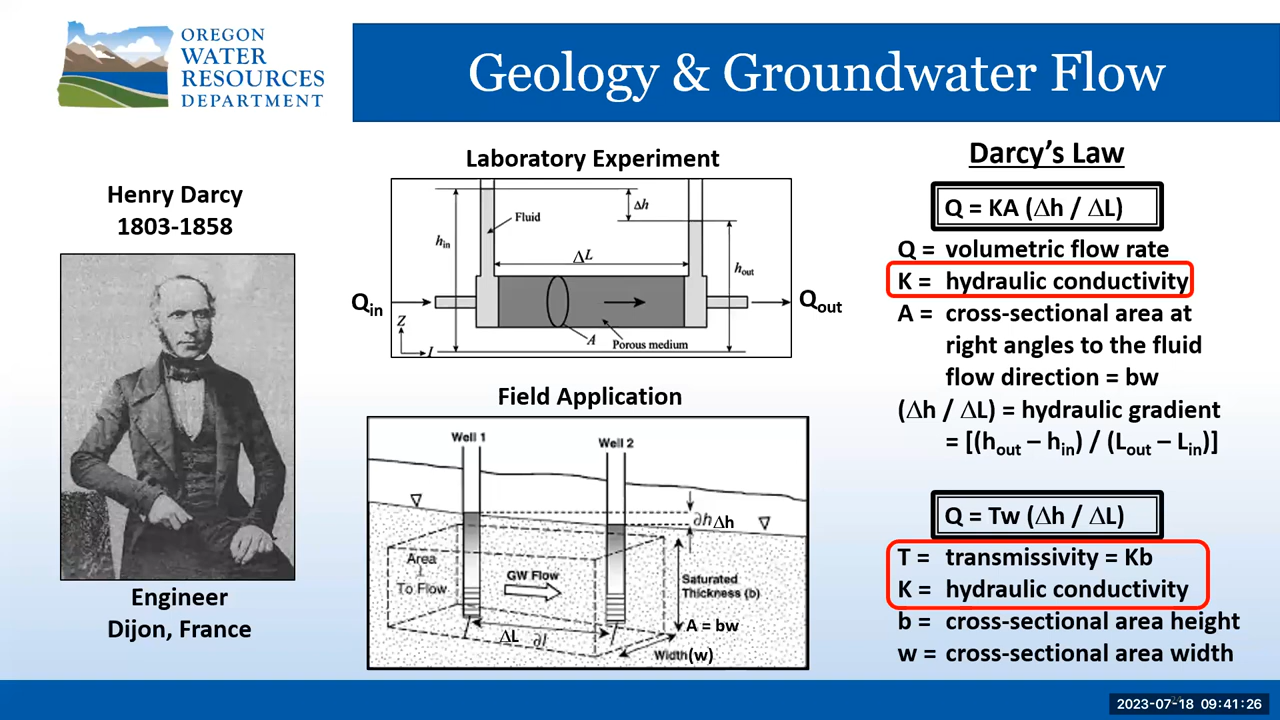 OREGON
WATER
RESOURCES
DEPARTMENT
Geology & Groundwater Flow
Henry Darcy
1803-1858
Engineer
Dijon, France
Laboratory Experiment
Δh
Fluid
h_in
ΔL
h_out
Q_in
Q_out
Z
l
A
Porous medium
Field Application
Well 1
Well 2
∂h Δh
Area
To Flow
GW Flow
Saturated
Thickness (b)
A = bw
ΔL ∂l
Width (w)
Darcy's Law
Q = KA (Δh / ΔL)
Q = volumetric flow rate
K = hydraulic conductivity
A = cross-sectional area at
right angles to the fluid
flow direction = bw
(Δh / ΔL) = hydraulic gradient
= [(h_out – h_in) / (L_out – L_in)]
Q = Tw (Δh / ΔL)
T = transmissivity = Kb
K = hydraulic conductivity
b = cross-sectional area height
w = cross-sectional area width
2023-07-18 09:41:26